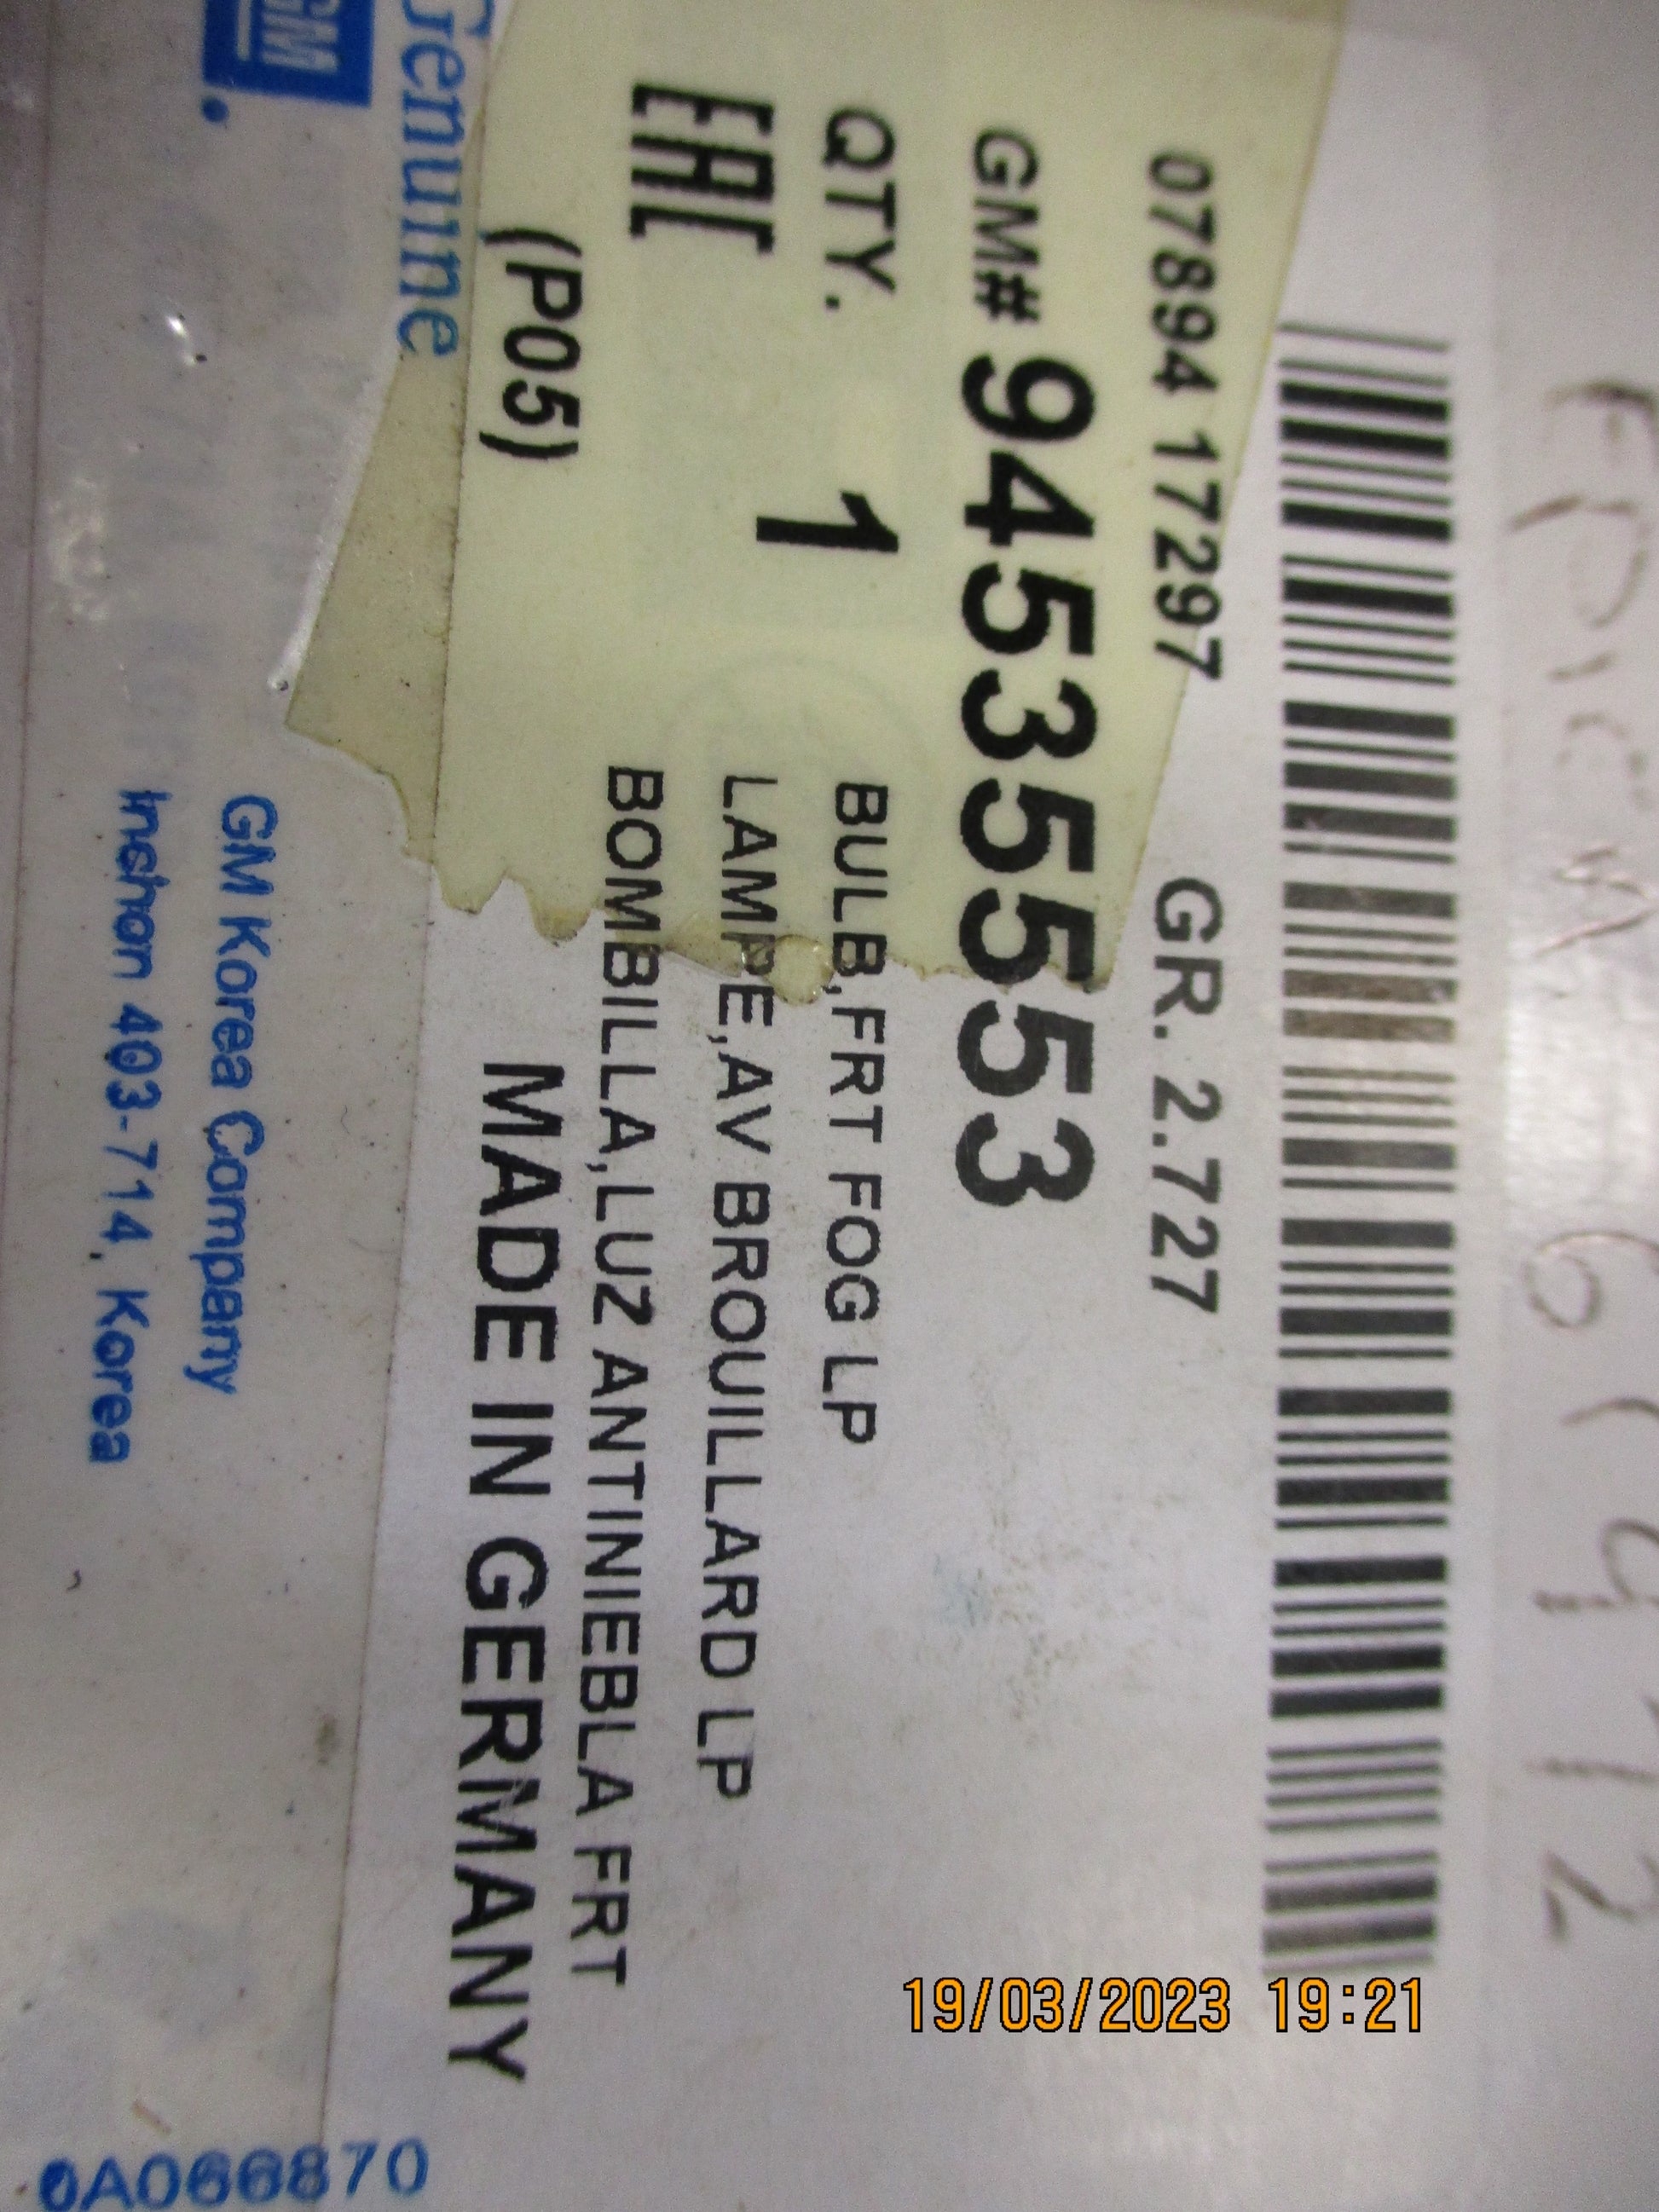 07894 17297 GR. 2.727
GM# 94535553
QTY. 1
BULB,FRT FOG LP
LAMPE,AV BROUILLARD LP
BOMBILLA,LUZ ANTINIEBLA FRT
EAC
(P05)
MADE IN GERMANY
Genuine
GM
GM Korea Company
Inchon 403-714, Korea
0A066870
19/03/2023 19:21